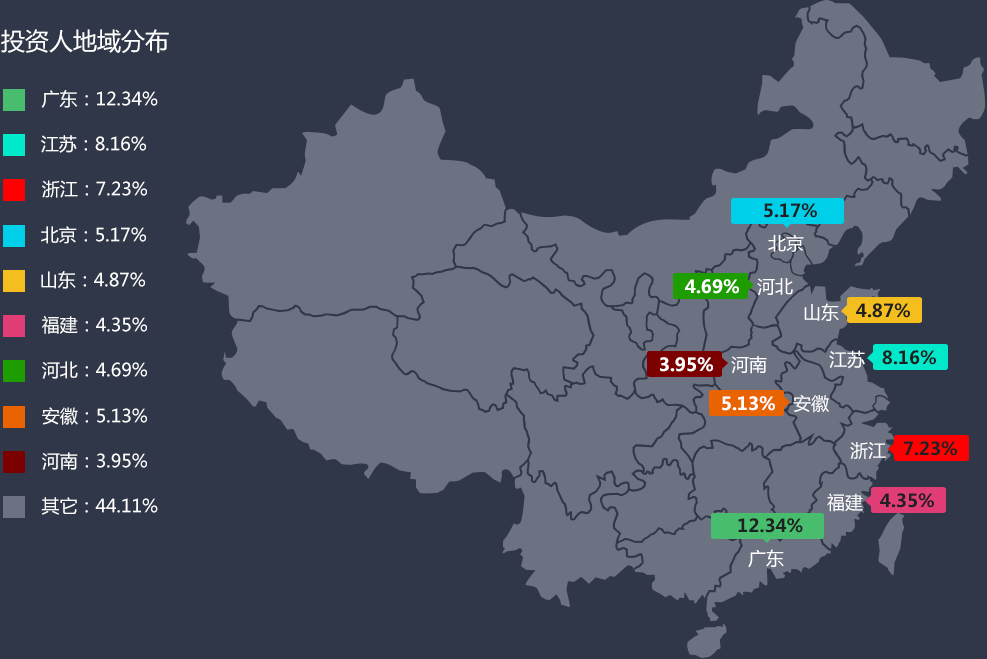 投资人地域分布
广东：12.34%
江苏：8.16%
浙江：7.23%
北京：5.17%
山东：4.87%
福建：4.35%
河北：4.69%
安徽：5.13%
河南：3.95%
其它：44.11%
5.17%
北京
4.69% 河北
山东 4.87%
江苏 8.16%
3.95% 河南
5.13% 安徽
浙江 7.23%
福建 4.35%
12.34%
广东